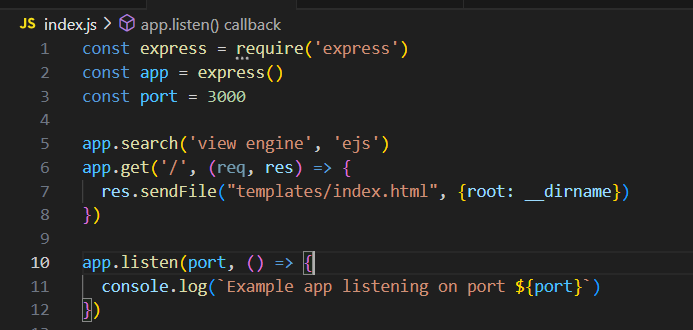 JS index.js > app.listen() callback
1 const express = require('express')
2 const app = express()
3 const port = 3000
4
5 app.search('view engine', 'ejs')
6 app.get('/', (req, res) => {
7   res.sendFile("templates/index.html", {root: __dirname})
8 })
9
10 app.listen(port, () => {
11   console.log(`Example app listening on port ${port}`)
12 })